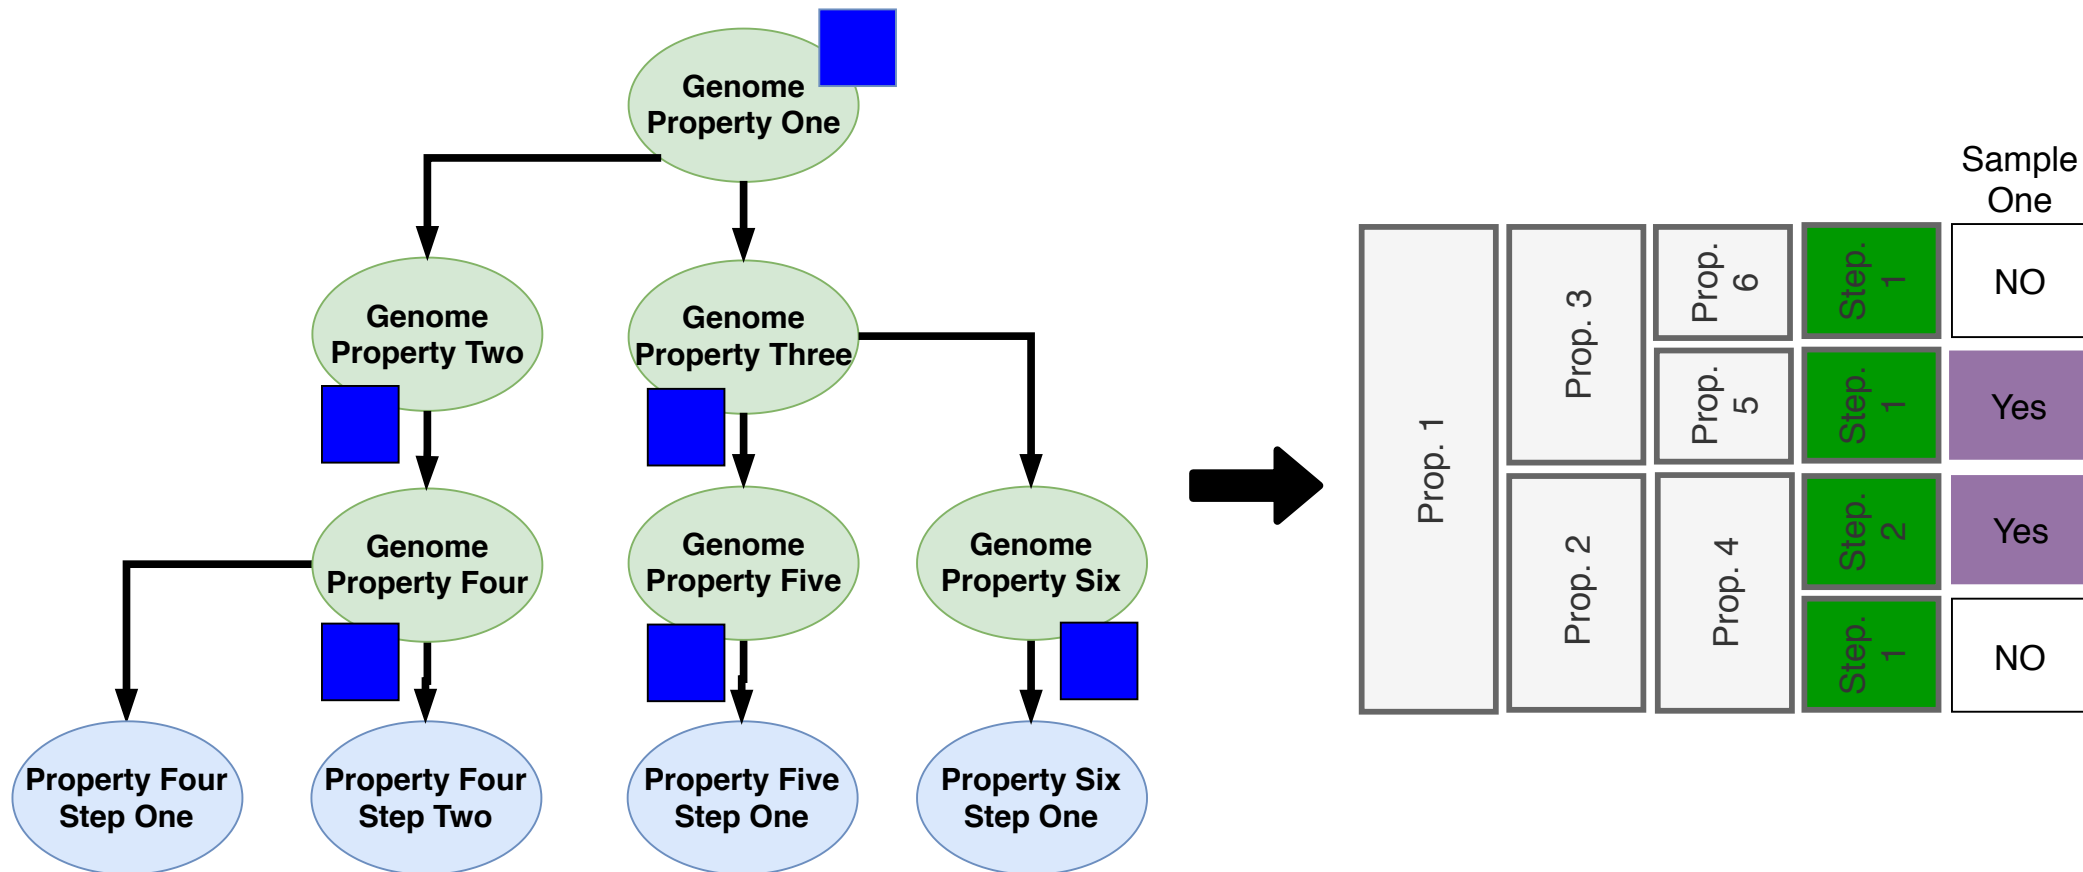 Genome
Property One
Genome
Property Two
Genome
Property Three
Genome
Property Four
Genome
Property Five
Genome
Property Six
Property Four
Step One
Property Four
Step Two
Property Five
Step One
Property Six
Step One
Sample
One
Prop. 1
Prop. 3
Prop. 2
Prop.
6
Prop.
5
Prop. 4
Step.
1
Step.
1
Step.
2
Step.
1
NO
Yes
Yes
NO